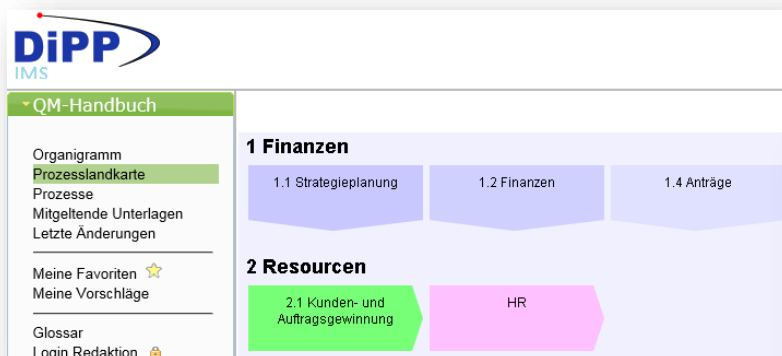 DiPP
IMS
QM-Handbuch
Organigramm
Prozesslandkarte
Prozesse
Mitgeltende Unterlagen
Letzte Änderungen
Meine Favoriten
Meine Vorschläge
Glossar
Login Redaktion
1 Finanzen
1.1 Strategieplanung
1.2 Finanzen
1.4 Anträge
2 Resourcen
2.1 Kunden- und
Auftragsgewinnung
HR